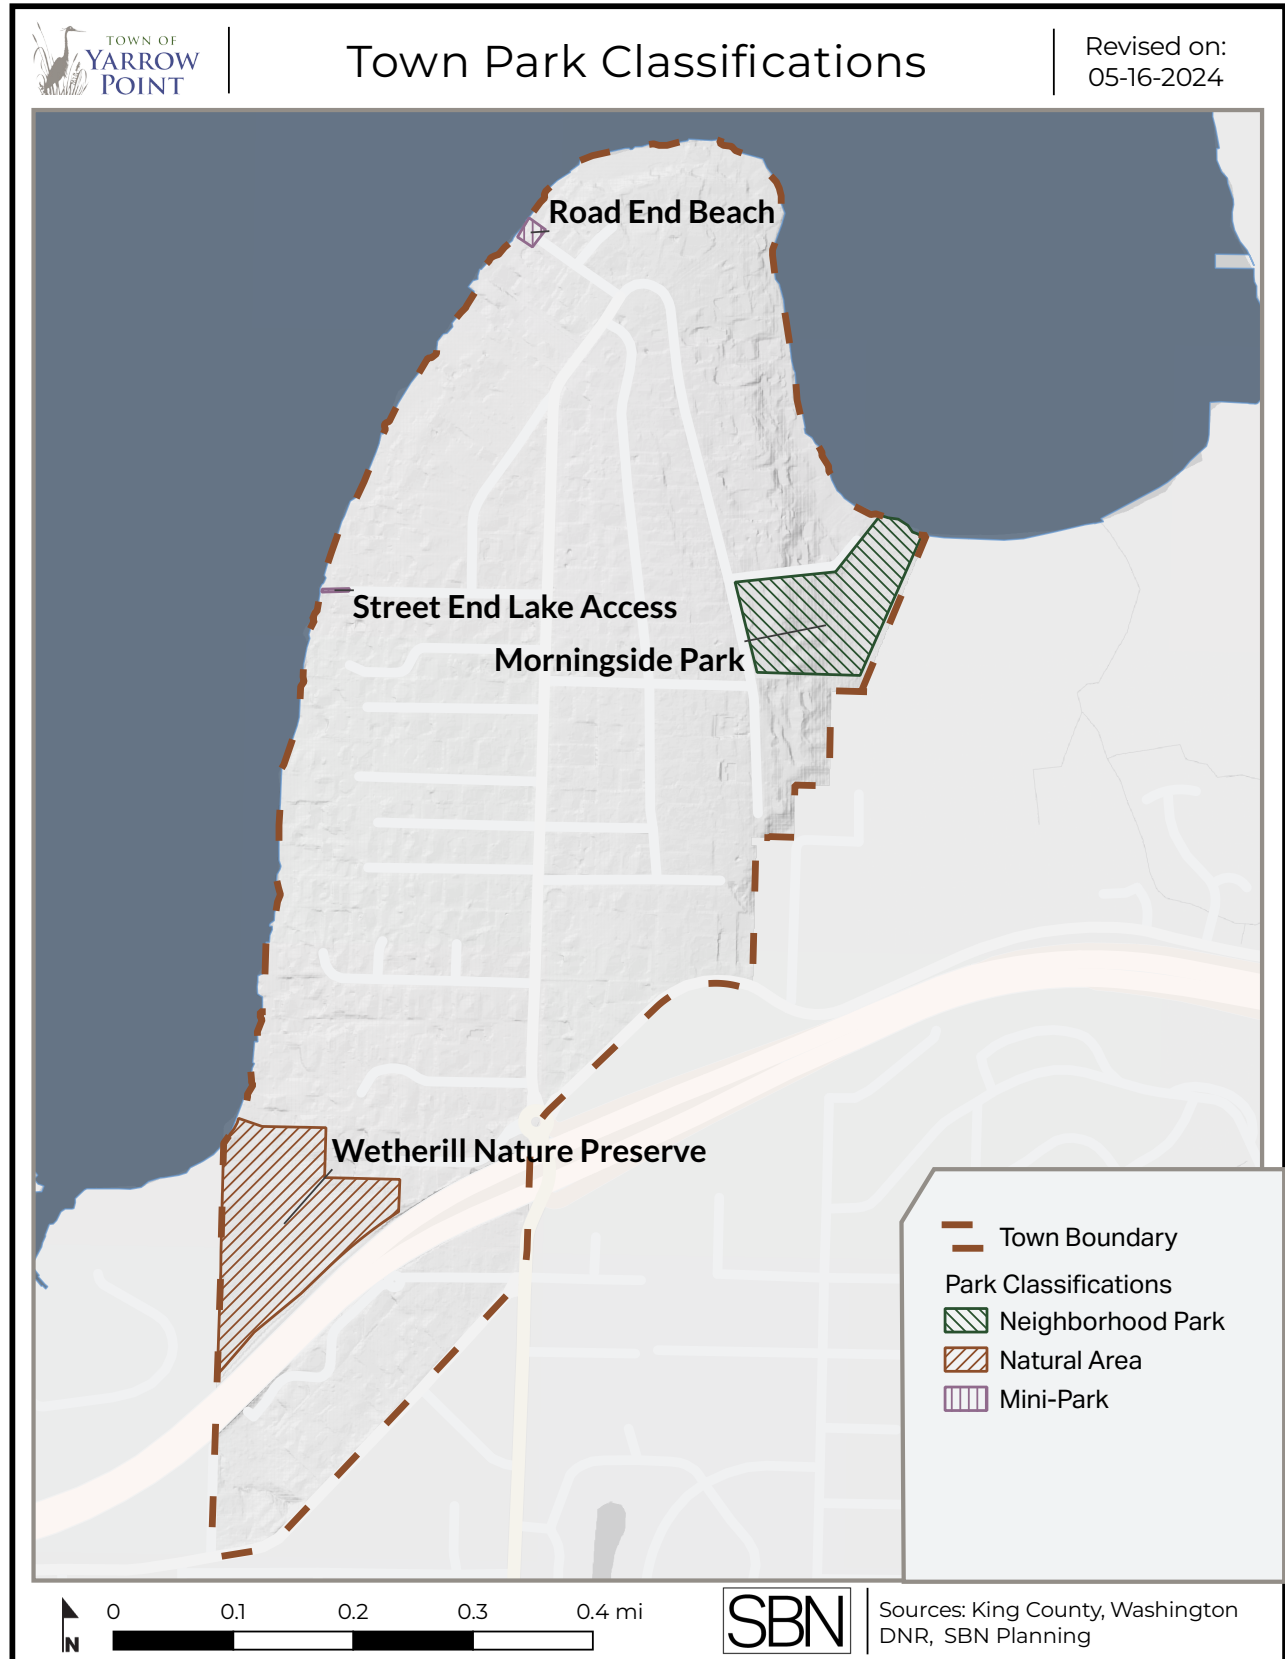 TOWN OF
YARROW
POINT
Town Park Classifications
Revised on:
05-16-2024
Road End Beach
Street End Lake Access
Morningside Park
Wetherill Nature Preserve
Town Boundary
Park Classifications
Neighborhood Park
Natural Area
Mini-Park
N
0 0.1 0.2 0.3 0.4 mi
SBN
Sources: King County, Washington
DNR, SBN Planning